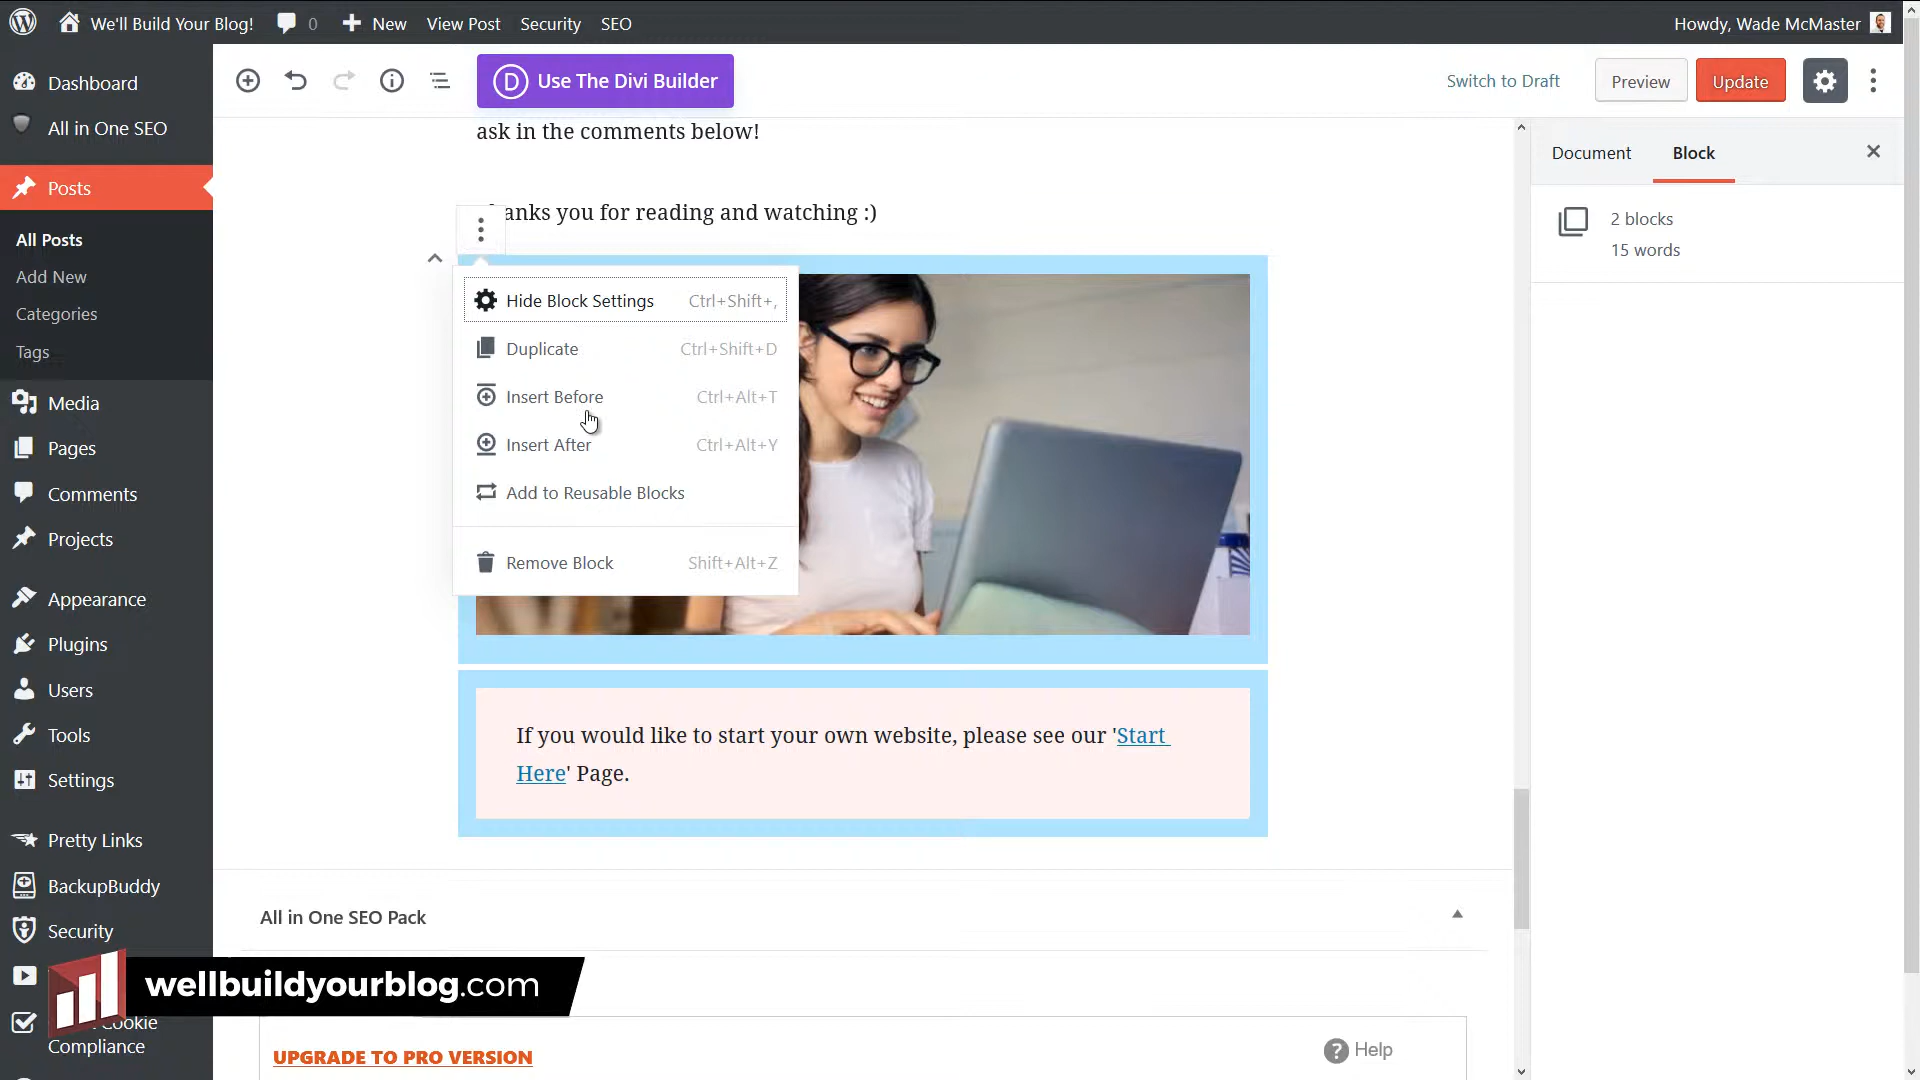 We'll Build Your Blog!
0
New
View Post
Security
SEO
Howdy, Wade McMaster
Dashboard
All in One SEO
Posts
All Posts
Add New
Categories
Tags
Media
Pages
Comments
Projects
Appearance
Plugins
Users
Tools
Settings
Pretty Links
BackupBuddy
Security
Cookie
Compliance
Use The Divi Builder
Switch to Draft
Preview
Update
ask in the comments below!
hanks you for reading and watching :)
Hide Block Settings Ctrl+Shift+,
Duplicate Ctrl+Shift+D
Insert Before Ctrl+Alt+T
Insert After Ctrl+Alt+Y
Add to Reusable Blocks
Remove Block Shift+Alt+Z
If you would like to start your own website, please see our 'Start
Here' Page.
All in One SEO Pack
UPGRADE TO PRO VERSION
Help
Document
Block
2 blocks
15 words
wellbuildyourblog.com